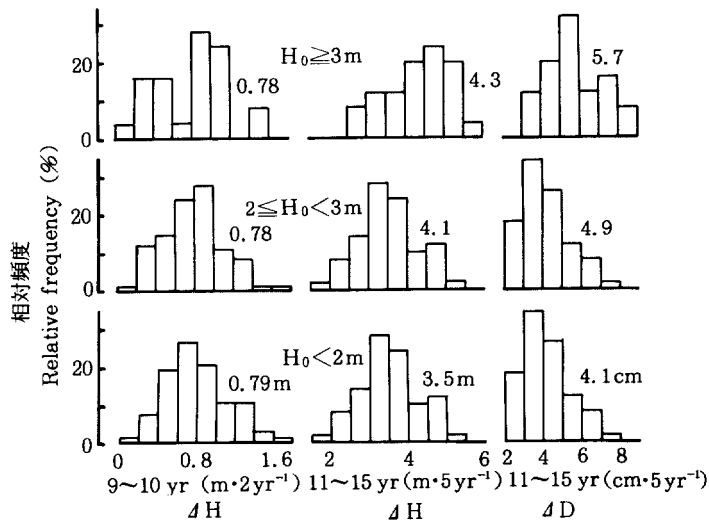 H₀≧3m
20
0
0.78
4.3
5.7
2≦H₀<3m
20
0
0.78
4.1
4.9
H₀<2m
20
0
0.79m
3.5m
4.1cm
相対頻度
Relative frequency (%)
0 0.8 1.6 2 4 6 2 4 6 8
9~10 yr (m・2yr⁻¹) 11~15 yr (m・5yr⁻¹) 11~15 yr (cm・5yr⁻¹)
ΔH ΔH ΔD